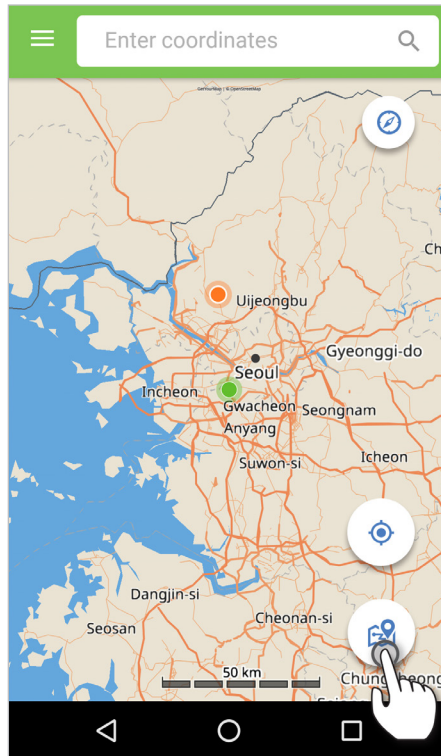 Enter coordinates
Uijeongbu
Gyeonggi-do
Seoul
Incheon
Gwacheon
Seongnam
Anyang
Icheon
Suwon-si
Dangjin-si
Cheonan-si
Seosan
50 km